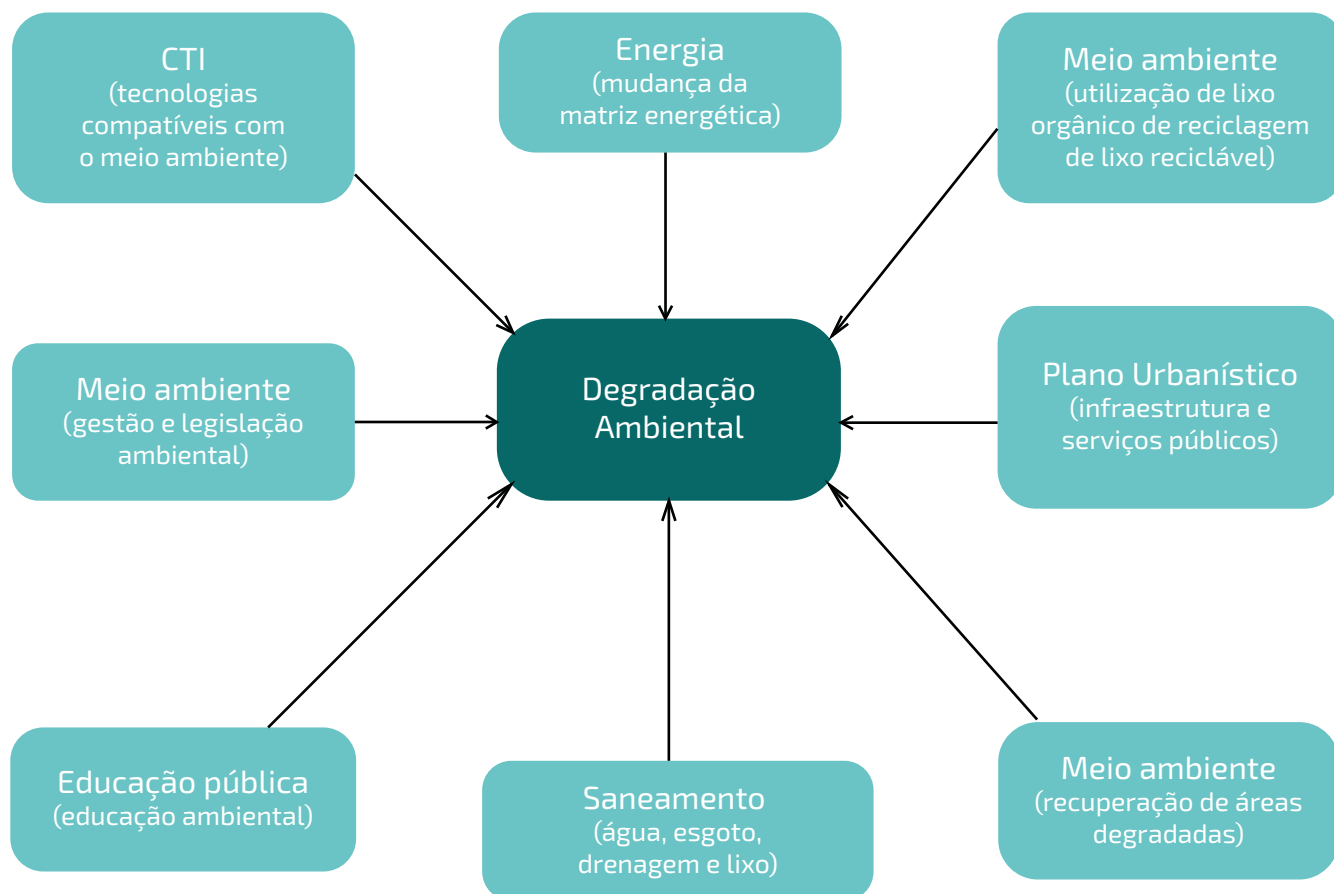 CTI
(tecnologias
compatíveis com
o meio ambiente)
Energia
(mudança da
matriz energética)
Meio ambiente
(utilização de lixo
orgânico de reciclagem
de lixo reciclável)
Meio ambiente
(gestão e legislação
ambiental)
Degradação
Ambiental
Plano Urbanístico
(infraestrutura e
serviços públicos)
Educação pública
(educação ambiental)
Saneamento
(água, esgoto,
drenagem e lixo)
Meio ambiente
(recuperação de áreas
degradadas)